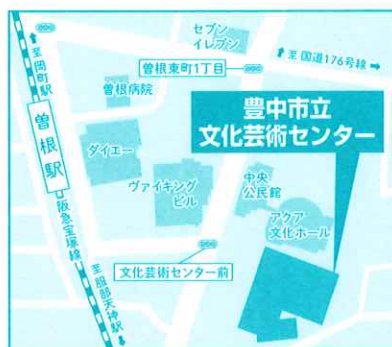 セブン
イレブン
至 国道176号線
曽根東町1丁目
至岡町駅
曽根病院
豊中市立
文化芸術センター
曽根駅
ダイエー
中央
公民館
ヴァイキング
ビル
アクア
文化ホール
阪急宝塚線
文化芸術センター前
至服部天神駅